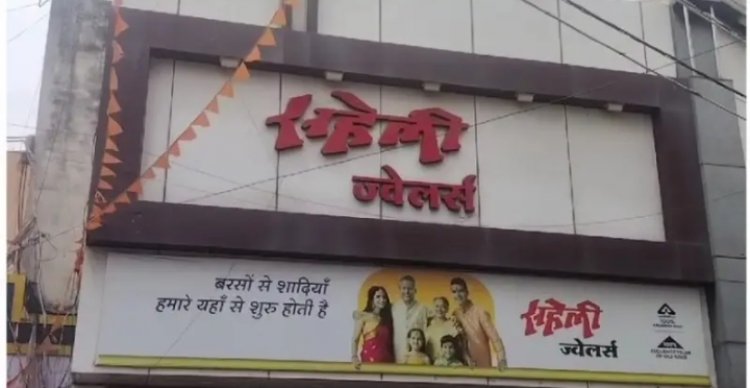 सहेली
ज्वेलर्स
बरसों से शादियाँ
हमारे यहाँ से शुरु होती है
सहेली
ज्वेलर्स